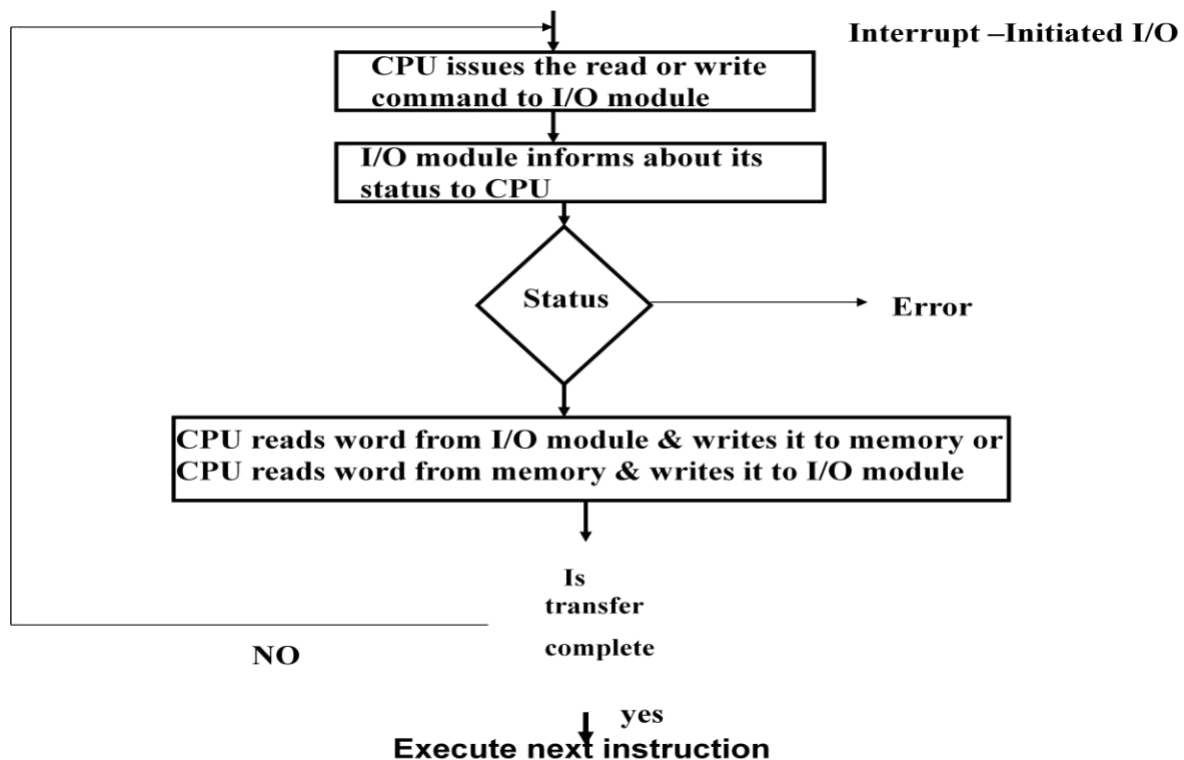 Interrupt –Initiated I/O
CPU issues the read or write
command to I/O module
I/O module informs about its
status to CPU
Status
Error
CPU reads word from I/O module & writes it to memory or
CPU reads word from memory & writes it to I/O module
Is
transfer
complete
NO
yes
Execute next instruction